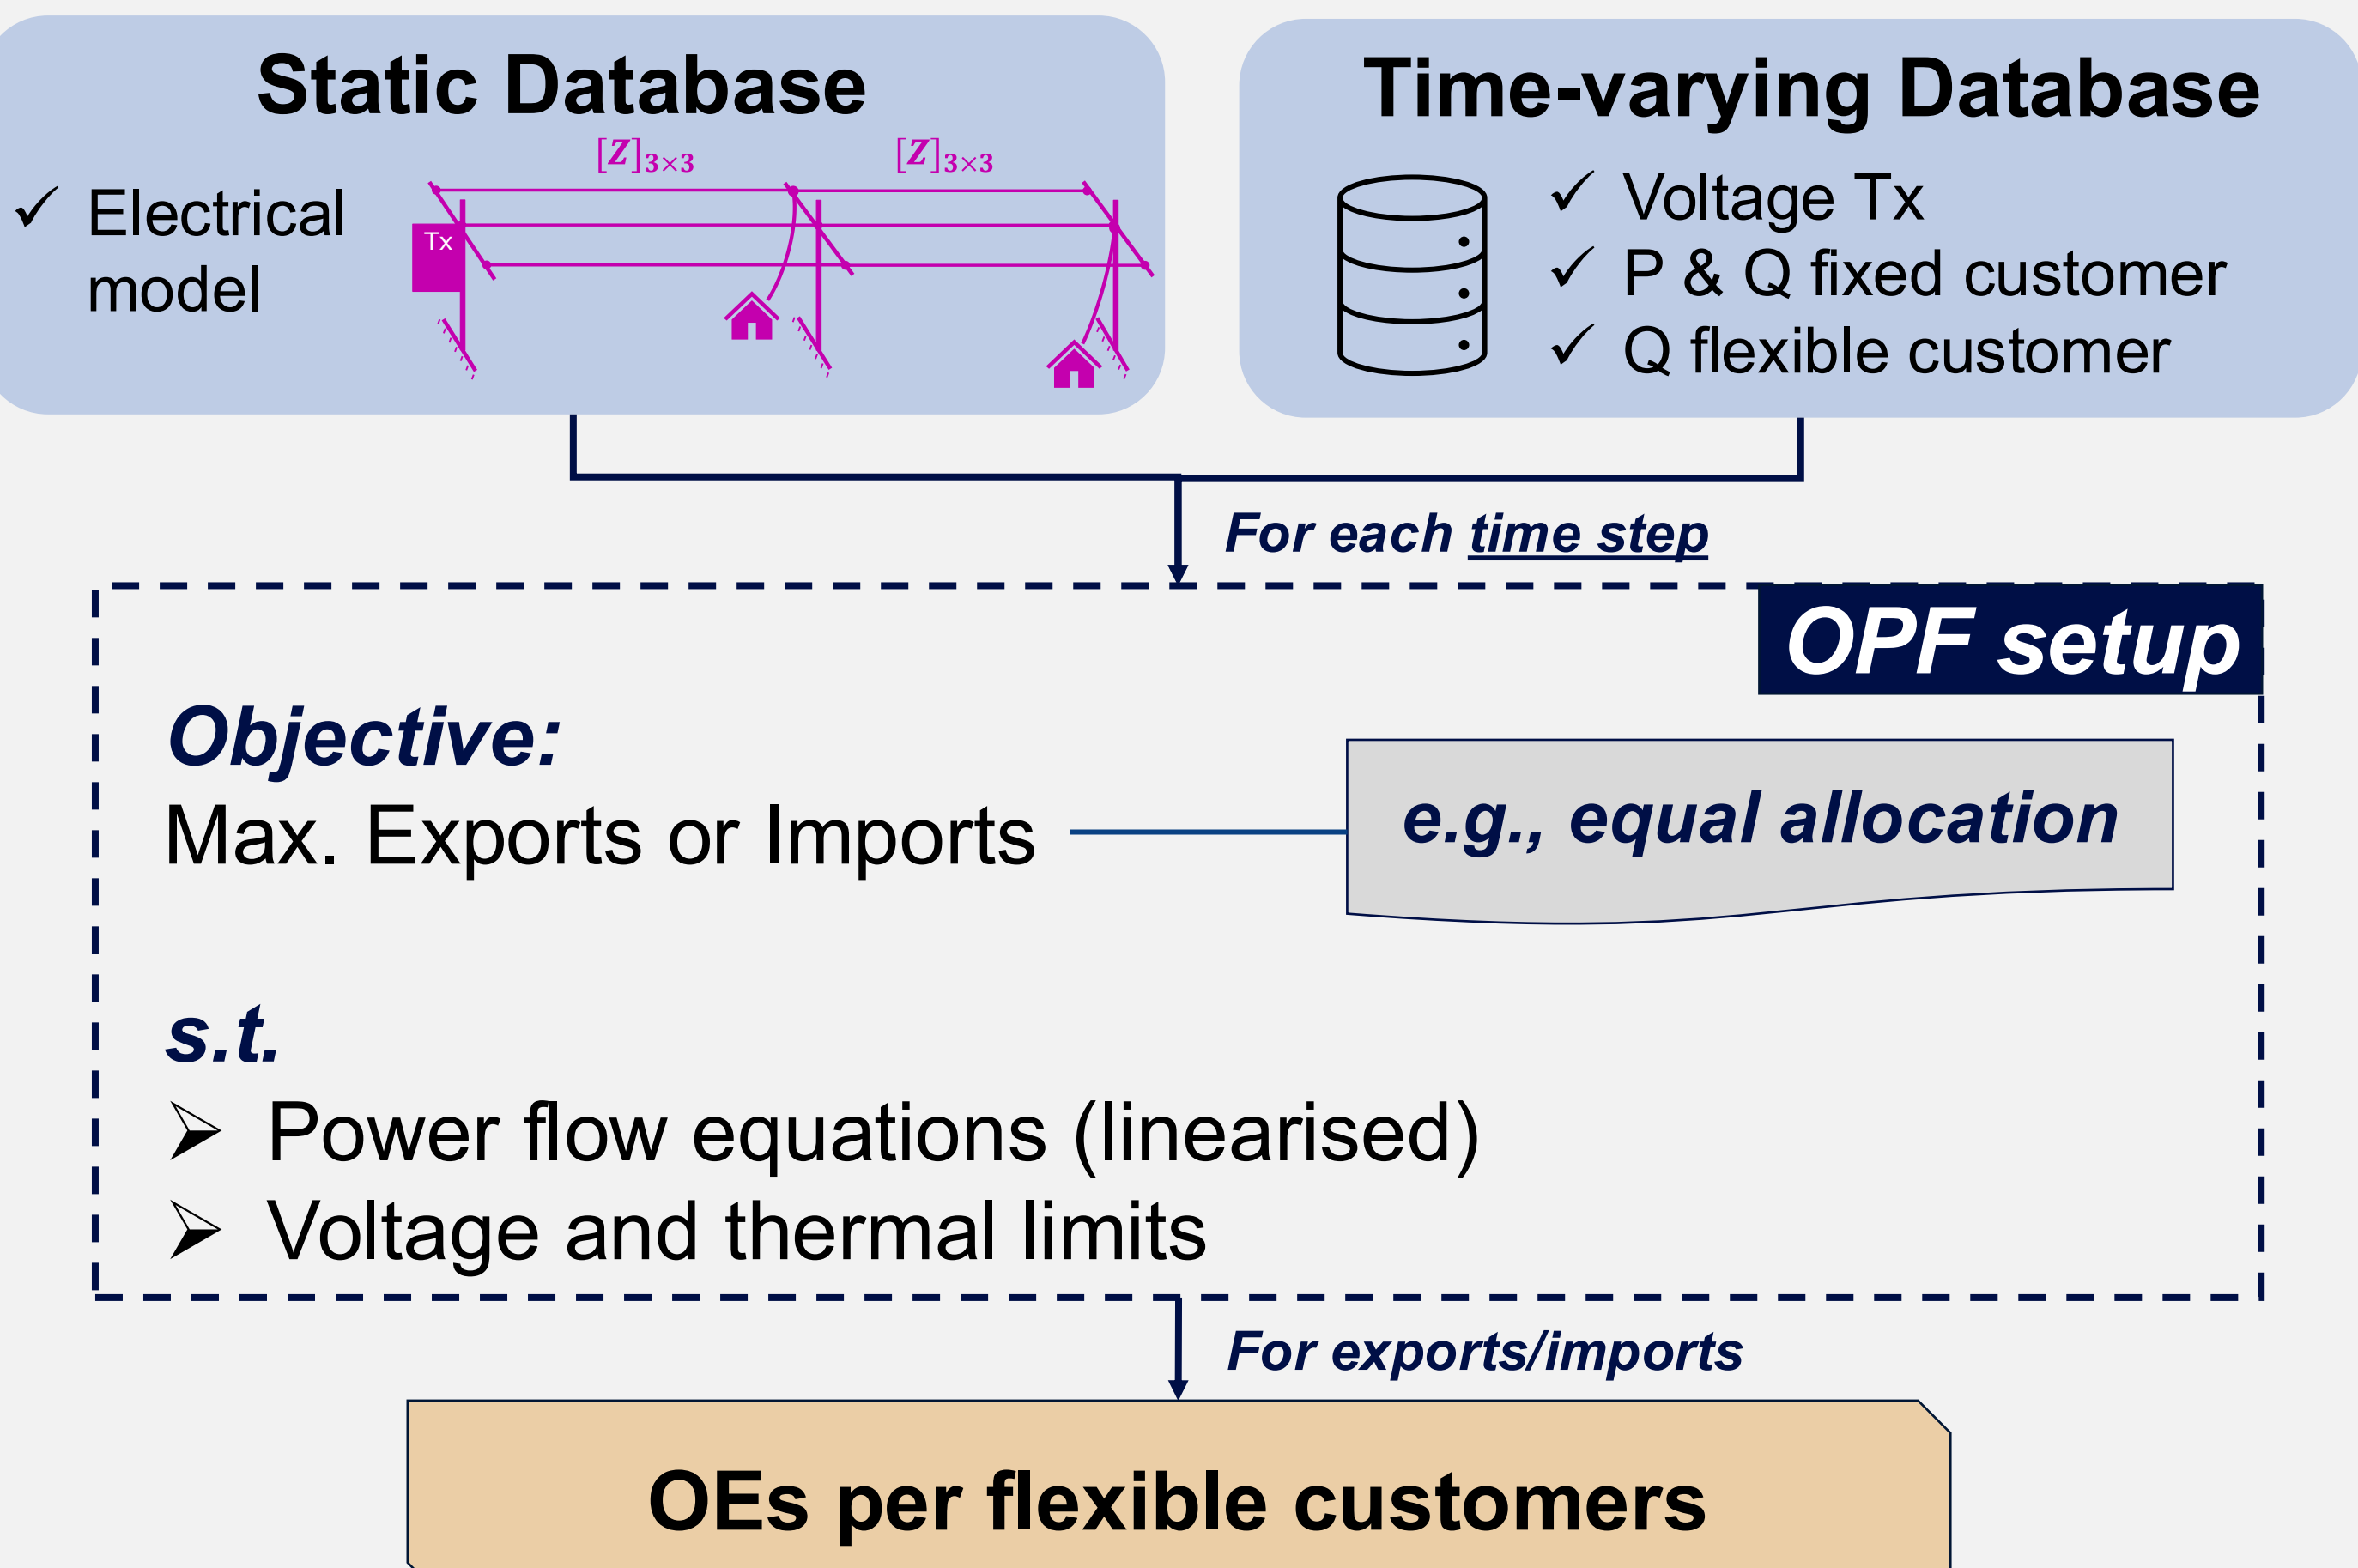 Static Database
[Z]3×3
[Z]3×3
✓ Electrical
model
Tx
Time-varying Database
✓ Voltage Tx
✓ P & Q fixed customer
✓ Q flexible customer
For each time step
OPF setup
Objective:
Max. Exports or Imports
e.g., equal allocation
s.t.
➢ Power flow equations (linearised)
➢ Voltage and thermal limits
For exports/imports
OEs per flexible customers